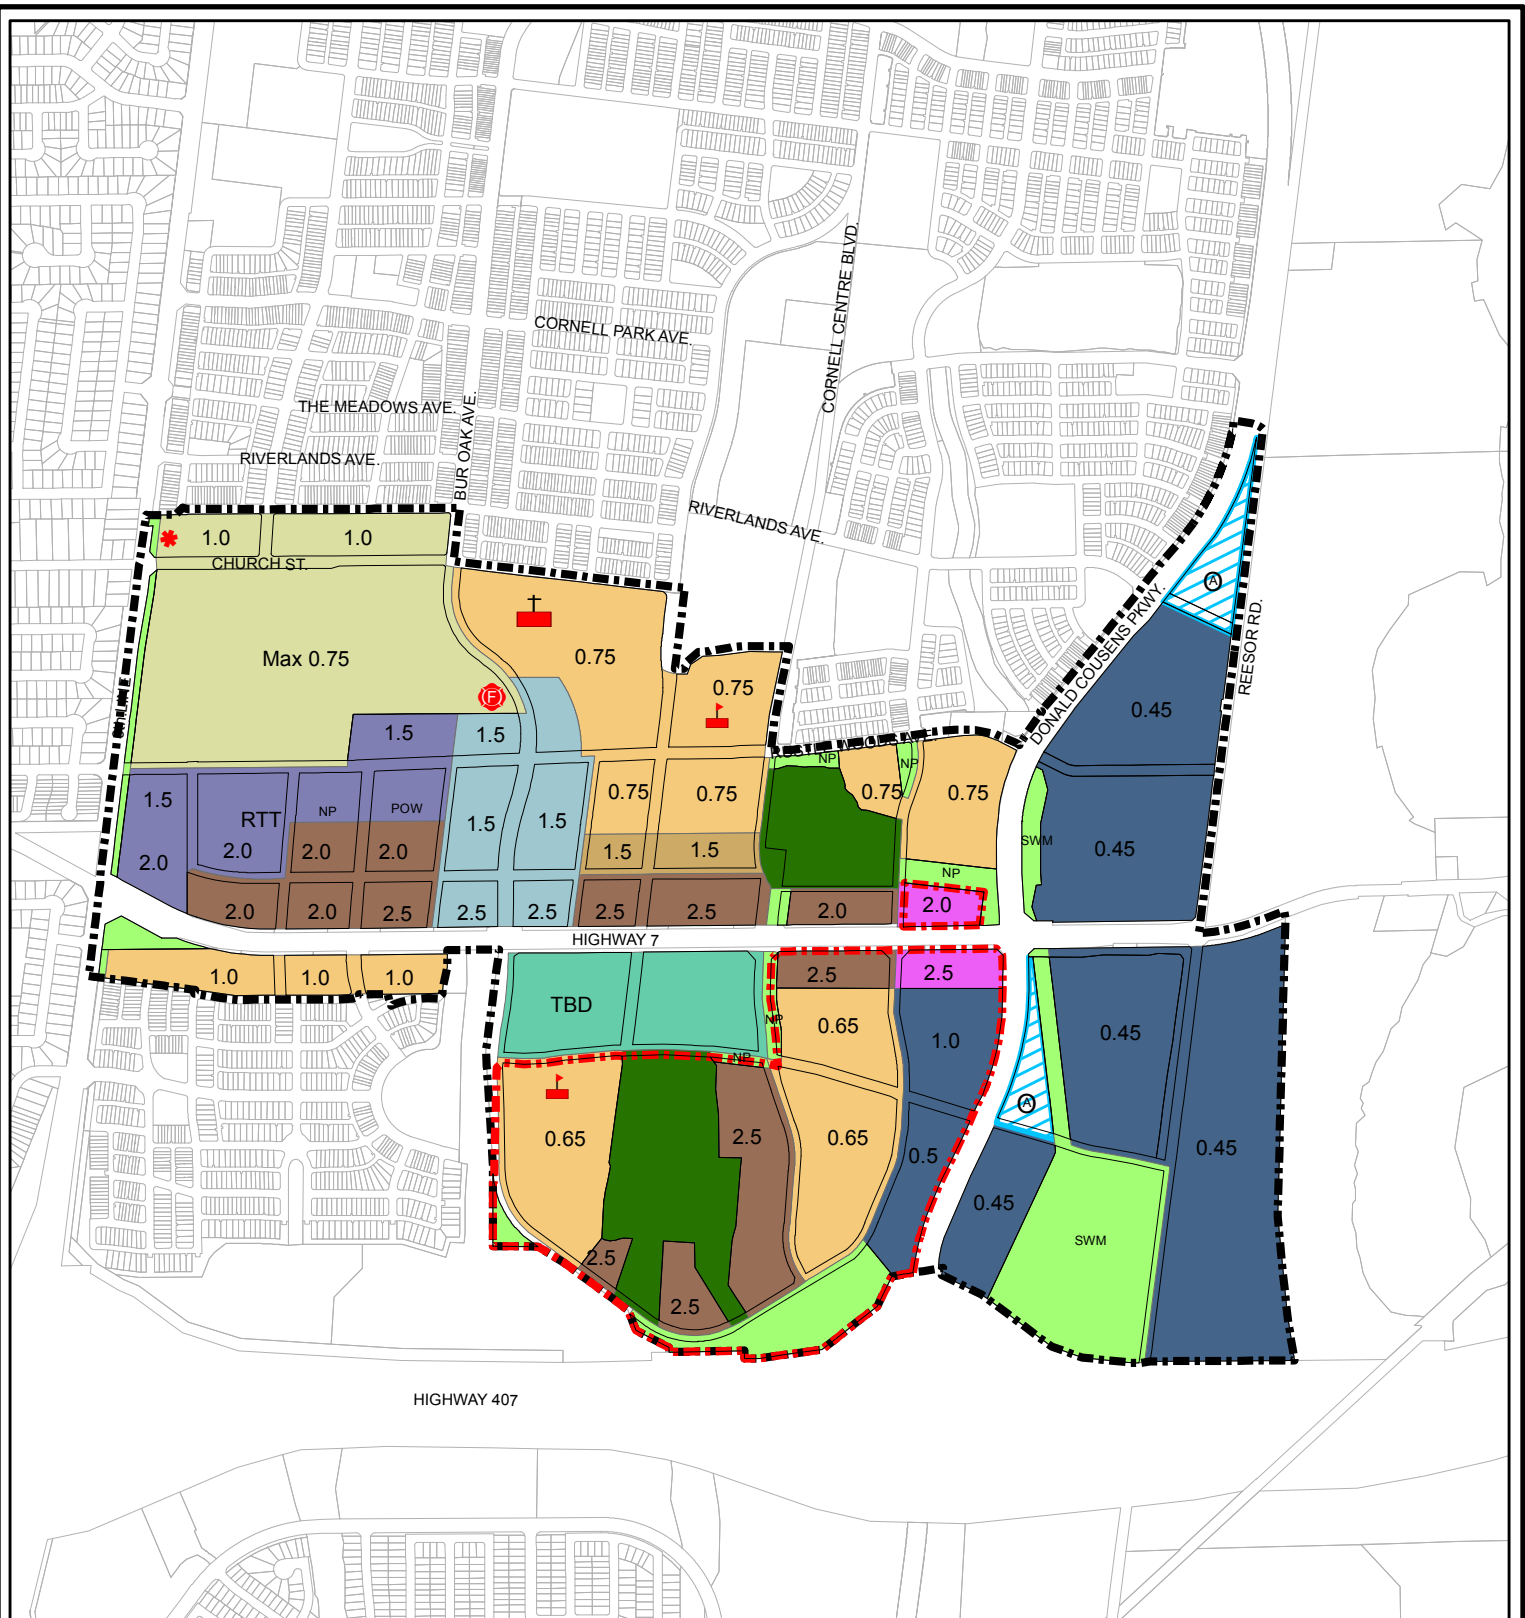 CORNELL CENTRE BLVD.
CORNELL PARK AVE.
THE MEADOWS AVE.
BUR OAK AVE.
RIVERLANDS AVE.
RIVERLANDS AVE.
1.0
1.0
CHURCH ST.
A
DONALD COUSENS PKWY.
REESOR RD.
Max 0.75
0.75
0.75
F
0.45
1.5
1.5
NP
NP
1.5
RTT
NP
POW
1.5
1.5
0.75
0.75
0.75
0.75
2.0
2.0
2.0
2.0
1.5
1.5
SWM
0.45
NP
2.0
2.0
2.5
2.5
2.5
2.5
2.5
2.0
2.0
HIGHWAY 7
1.0
1.0
1.0
2.5
2.5
TBD
NP
0.65
1.0
0.45
NP
A
0.65
2.5
0.65
0.5
0.45
0.45
2.5
SWM
2.5
HIGHWAY 407